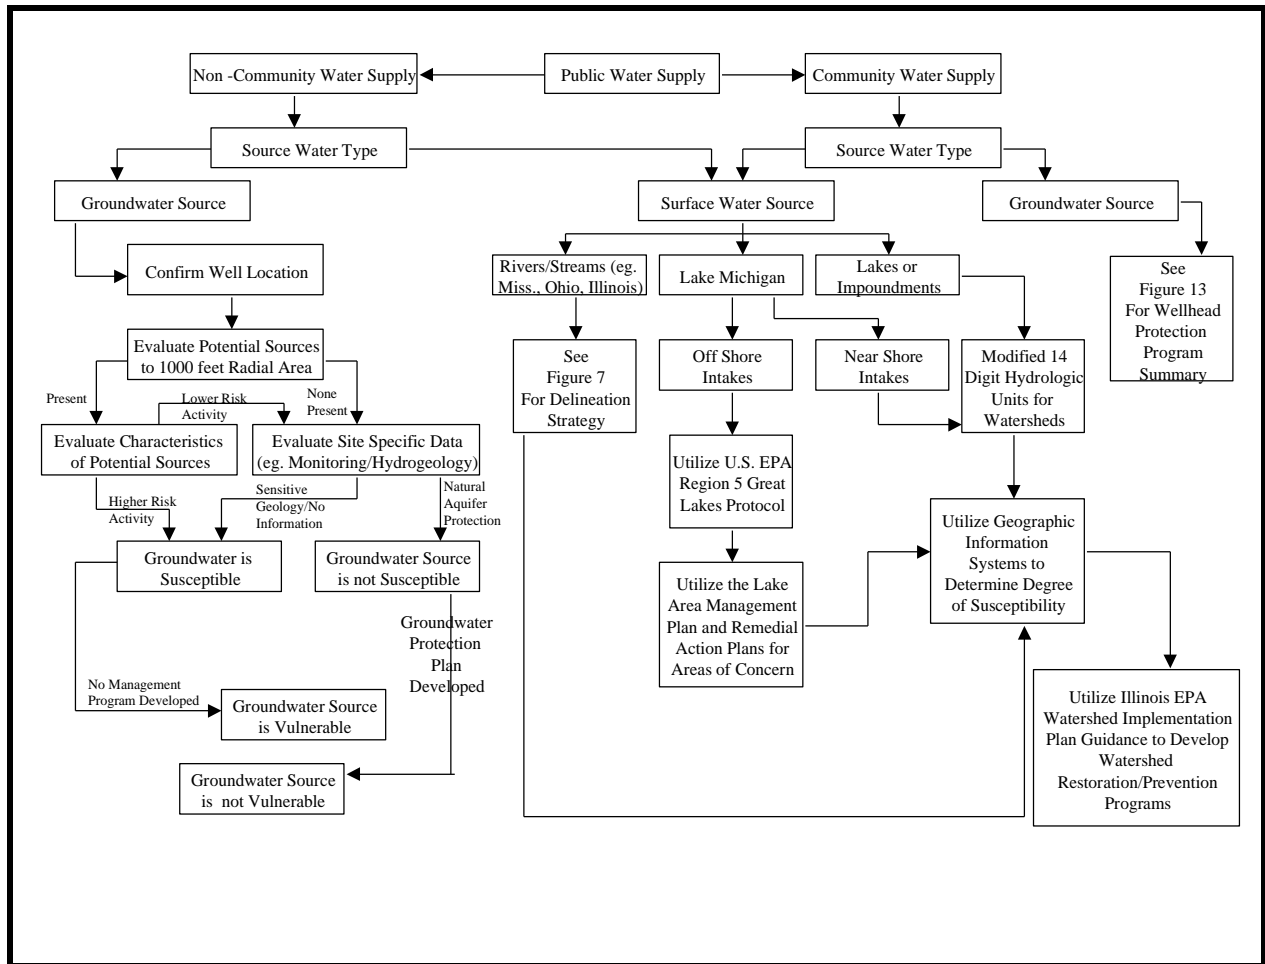 Non -Community Water Supply
Public Water Supply
Community Water Supply
Source Water Type
Source Water Type
Groundwater Source
Surface Water Source
Groundwater Source
Confirm Well Location
Rivers/Streams (eg.
Miss., Ohio, Illinois)
Lake Michigan
Lakes or
Impoundments
See
Figure 13
For Wellhead
Protection
Program
Summary
Evaluate Potential Sources
to 1000 feet Radial Area
See
Figure 7
For Delineation
Strategy
Off Shore
Intakes
Near Shore
Intakes
Modified 14
Digit Hydrologic
Units for
Watersheds
Present
Lower Risk
Activity
None
Present
Evaluate Characteristics
of Potential Sources
Evaluate Site Specific Data
(eg. Monitoring/Hydrogeology)
Utilize U.S. EPA
Region 5 Great
Lakes Protocol
Higher Risk
Activity
Sensitive
Geology/No
Information
Natural
Aquifer
Protection
Utilize Geographic
Information
Systems to
Determine Degree
of Susceptibility
Groundwater is
Susceptible
Groundwater Source
is not Susceptible
Utilize the Lake
Area Management
Plan and Remedial
Action Plans for
Areas of Concern
Groundwater
Protection
Plan
Developed
No Management
Program Developed
Groundwater Source
is Vulnerable
Utilize Illinois EPA
Watershed Implementation
Plan Guidance to Develop
Watershed
Restoration/Prevention
Programs
Groundwater Source
is not Vulnerable